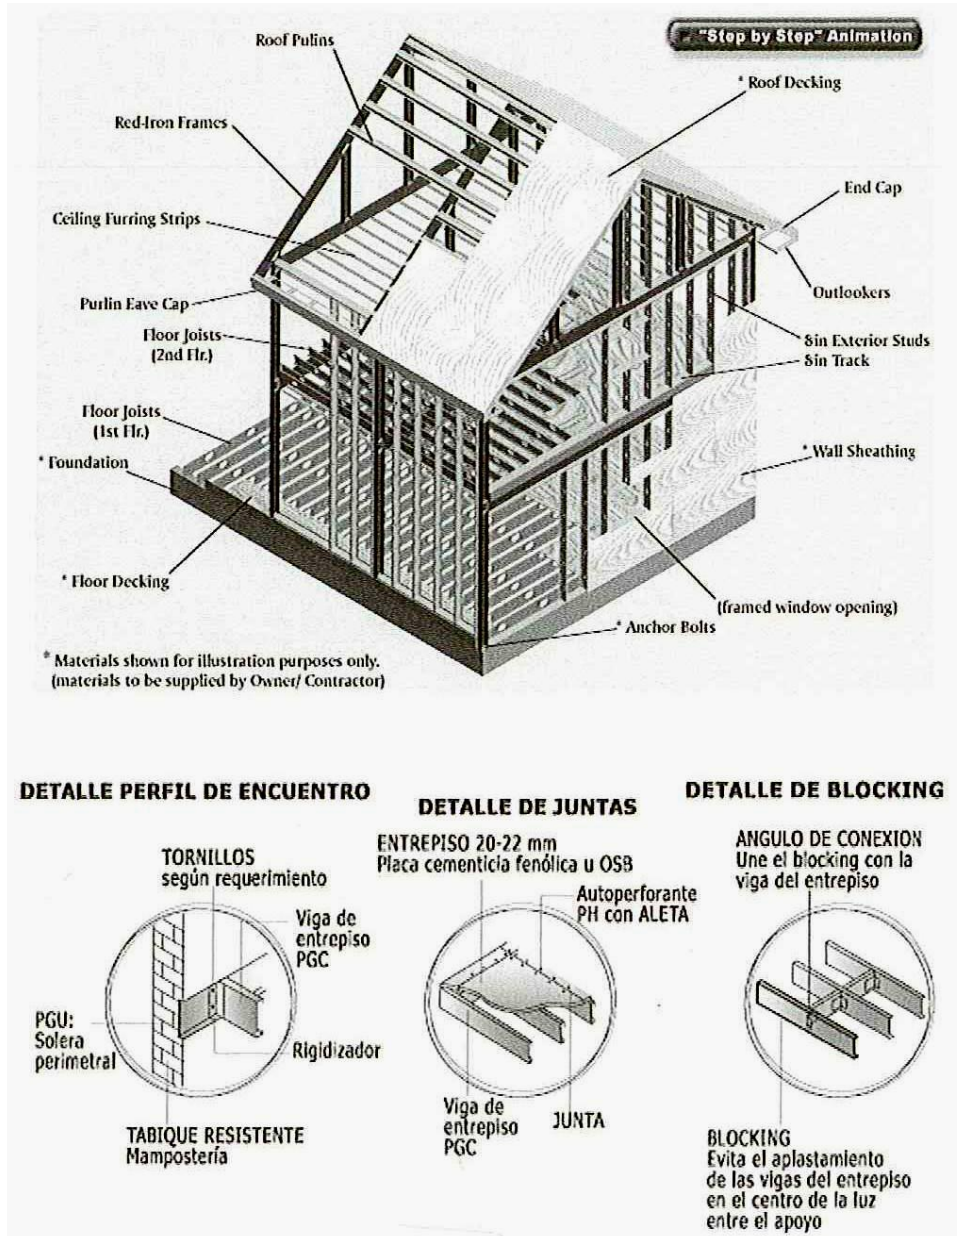 "Step by Step" Animation
Roof Pulins
* Roof Decking
Red-Iron Frames
End Cap
Ceiling Furring Strips
Outlookers
Purlin Eave Cap
Floor Joists
(2nd Flr.)
8in Exterior Studs
8in Track
Floor Joists
(1st Flr.)
* Wall Sheathing
* Foundation
* Floor Decking
(framed window opening)
* Anchor Bolts
* Materials shown for illustration purposes only.
(materials to be supplied by Owner/ Contractor)
DETALLE PERFIL DE ENCUENTRO
TORNILLOS
según requerimiento
Viga de
entrepiso
PGC
PGU:
Solera
perimetral
Rigidizador
TABIQUE RESISTENTE
Mampostería
DETALLE DE JUNTAS
ENTREPISO 20-22 mm
Placa cementicia fenólica u OSB
Autoperforante
PH con ALETA
Viga de
entrepiso
PGC
JUNTA
DETALLE DE BLOCKING
ANGULO DE CONEXION
Une el blocking con la
viga del entrepiso
BLOCKING
Evita el aplastamiento
de las vigas del entrepiso
en el centro de la luz
entre el apoyo